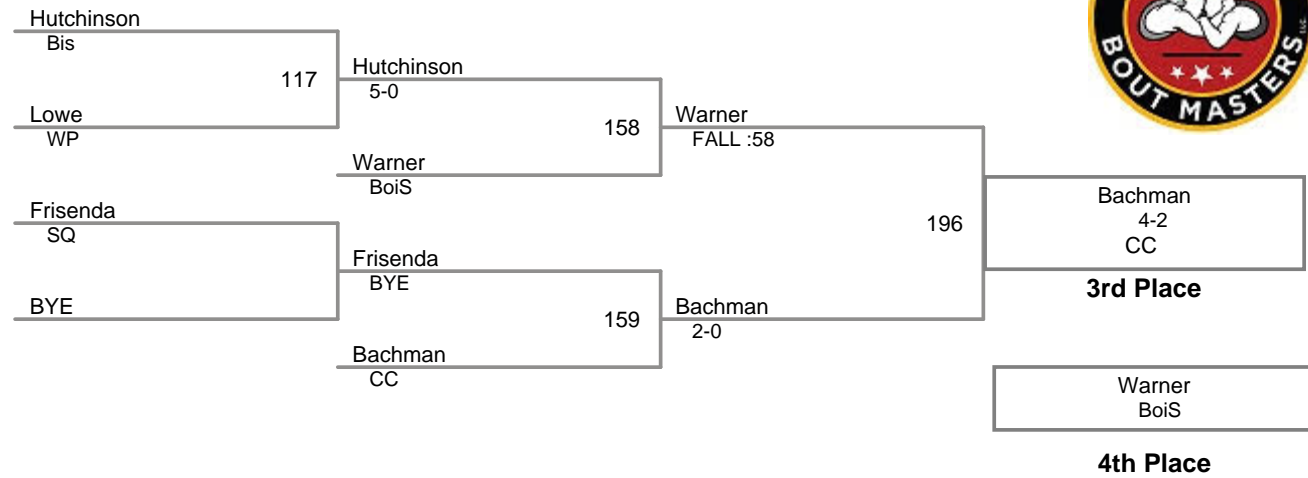 Hutchinson
Bis
117
Lowe
WP
Frisenda
SQ
BYE
Hutchinson
5-0
158
Warner
BoiS
Frisenda
BYE
159
Bachman
CC
Warner
FALL :58
196
Bachman
2-0
BOUT MASTERS LLC
Bachman
4-2
CC
3rd Place
Warner
BoiS
4th Place